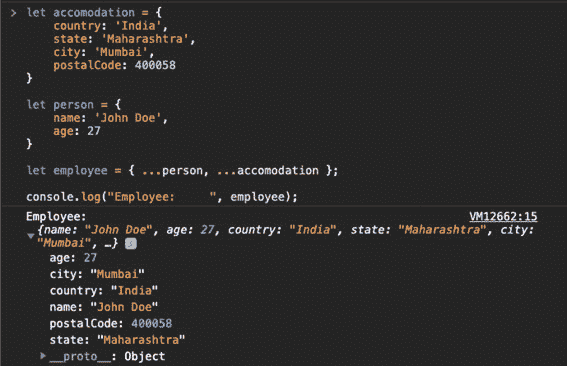 > let accomodation = {
country: 'India',
state: 'Maharashtra',
city: 'Mumbai',
postalCode: 400058
}
let person = {
name: 'John Doe',
age: 27
}
let employee = { ...person, ...accomodation };
console.log("Employee:     ", employee);
Employee: VM12662:15
{name: "John Doe", age: 27, country: "India", state: "Maharashtra", city:
"Mumbai", …} i
age: 27
city: "Mumbai"
country: "India"
name: "John Doe"
postalCode: 400058
state: "Maharashtra"
__proto__: Object